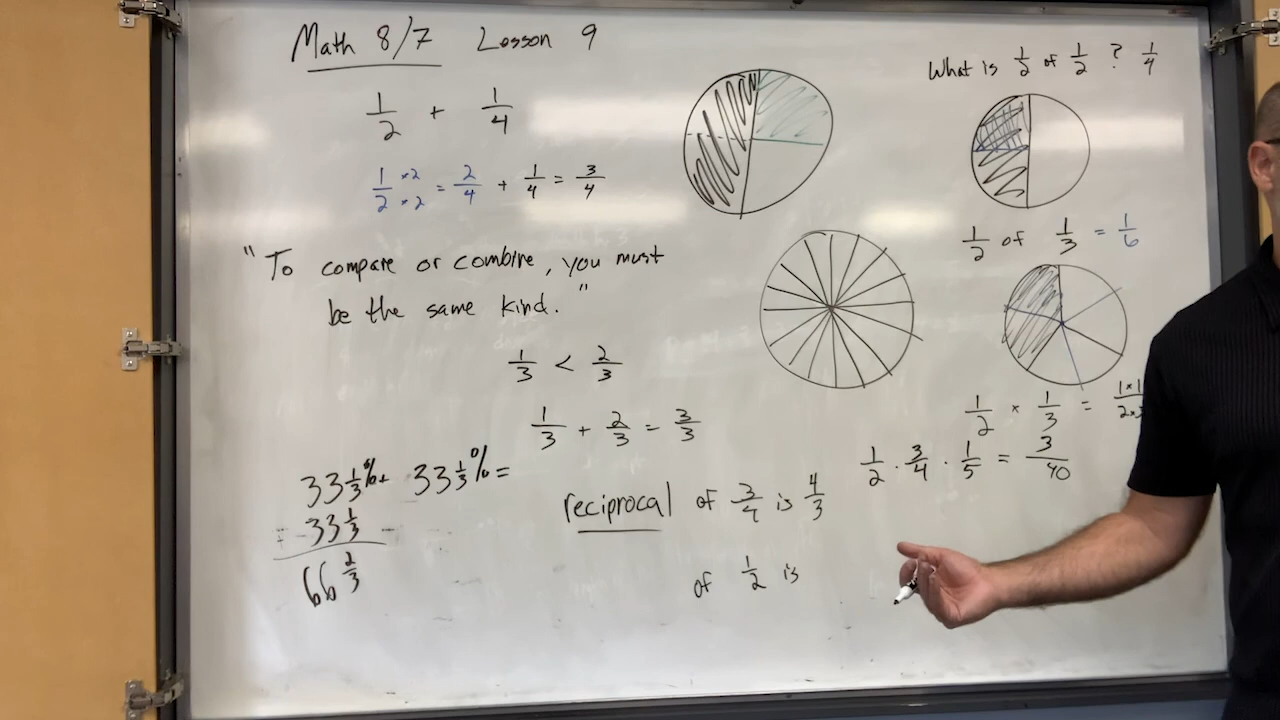 Math 8/7 Lesson 9
1/2 + 1/4
1/2 ×2 ×2 = 2/4 + 1/4 = 3/4
"To compare or combine, you must
be the same kind."
1/3 < 2/3
1/3 + 2/3 = 3/3
33 1/3 % + 33 1/3 % =
33 1/3
66 2/3
reciprocal of 3/4 is 4/3
of 1/2 is
What is 1/2 of 1/2 ? 1/4
1/2 of 1/3 = 1/6
1/2 × 1/3 = 1×1
1/2 · 3/4 · 1/5 = 3/40